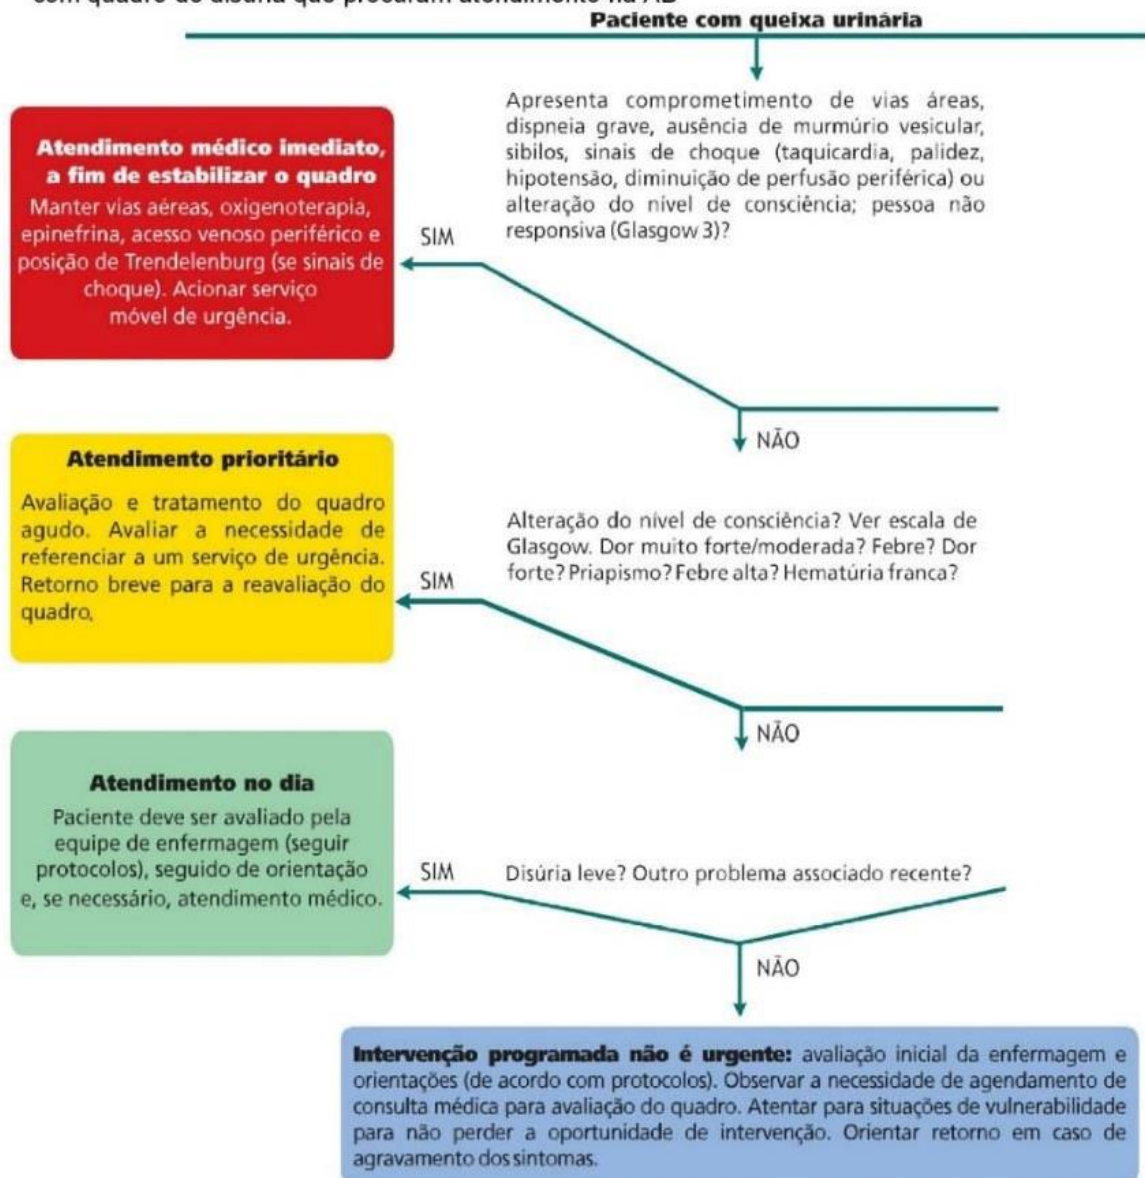 com quadro de disúria que procuram atendimento na AB
Paciente com queixa urinária
Apresenta comprometimento de vias áreas,
dispneia grave, ausência de murmúrio vesicular,
sibilos, sinais de choque (taquicardia, palidez,
hipotensão, diminuição de perfusão periférica) ou
alteração do nível de consciência; pessoa não
responsiva (Glasgow 3)?
Atendimento médico imediato,
a fim de estabilizar o quadro
Manter vias aéreas, oxigenoterapia,
epinefrina, acesso venoso periférico e
posição de Trendelenburg (se sinais de
choque). Acionar serviço
móvel de urgência.
SIM
NÃO
Atendimento prioritário
Avaliação e tratamento do quadro
agudo. Avaliar a necessidade de
referenciar a um serviço de urgência.
Retorno breve para a reavaliação do
quadro,
SIM
Alteração do nível de consciência? Ver escala de
Glasgow. Dor muito forte/moderada? Febre? Dor
forte? Priapismo? Febre alta? Hematúria franca?
NÃO
Atendimento no dia
Paciente deve ser avaliado pela
equipe de enfermagem (seguir
protocolos), seguido de orientação
e, se necessário, atendimento médico.
SIM
Disúria leve? Outro problema associado recente?
NÃO
Intervenção programada não é urgente: avaliação inicial da enfermagem e
orientações (de acordo com protocolos). Observar a necessidade de agendamento de
consulta médica para avaliação do quadro. Atentar para situações de vulnerabilidade
para não perder a oportunidade de intervenção. Orientar retorno em caso de
agravamento dos sintomas.